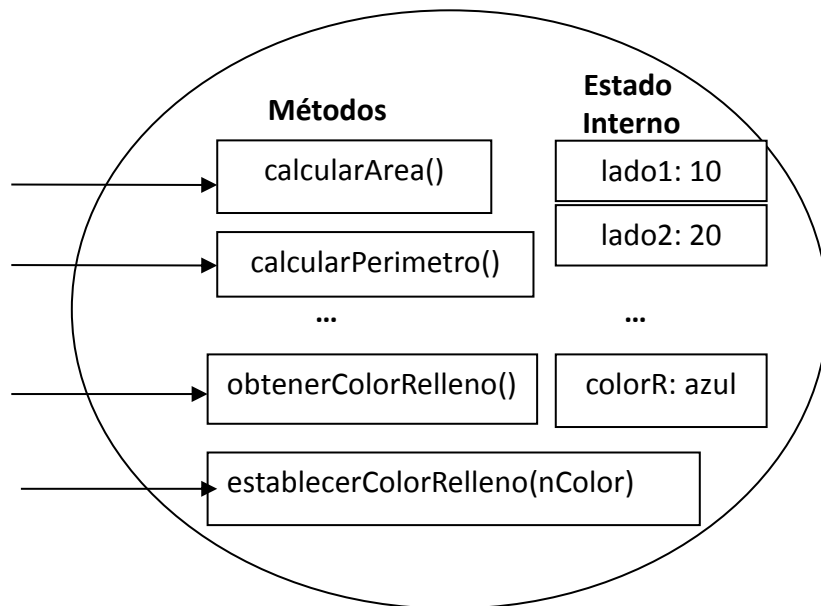 Métodos
Estado
Interno
calcularArea()
lado1: 10
lado2: 20
calcularPerimetro()
...
...
obtenerColorRelleno()
colorR: azul
establecerColorRelleno(nColor)